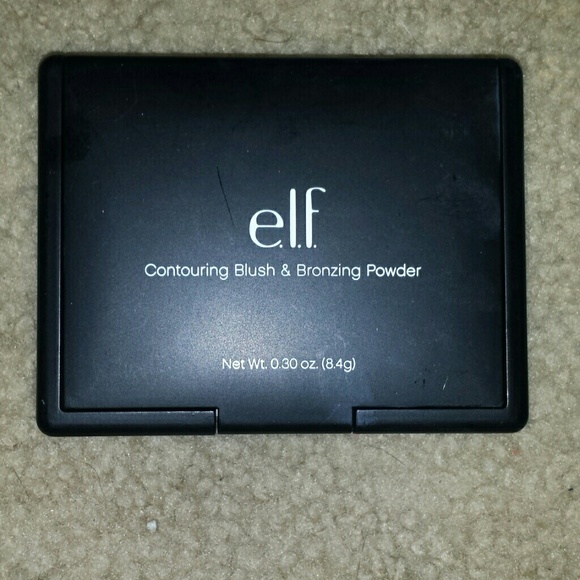 e.l.f.
Contouring Blush & Bronzing Powder
Net Wt. 0.30 oz. (8.4g)